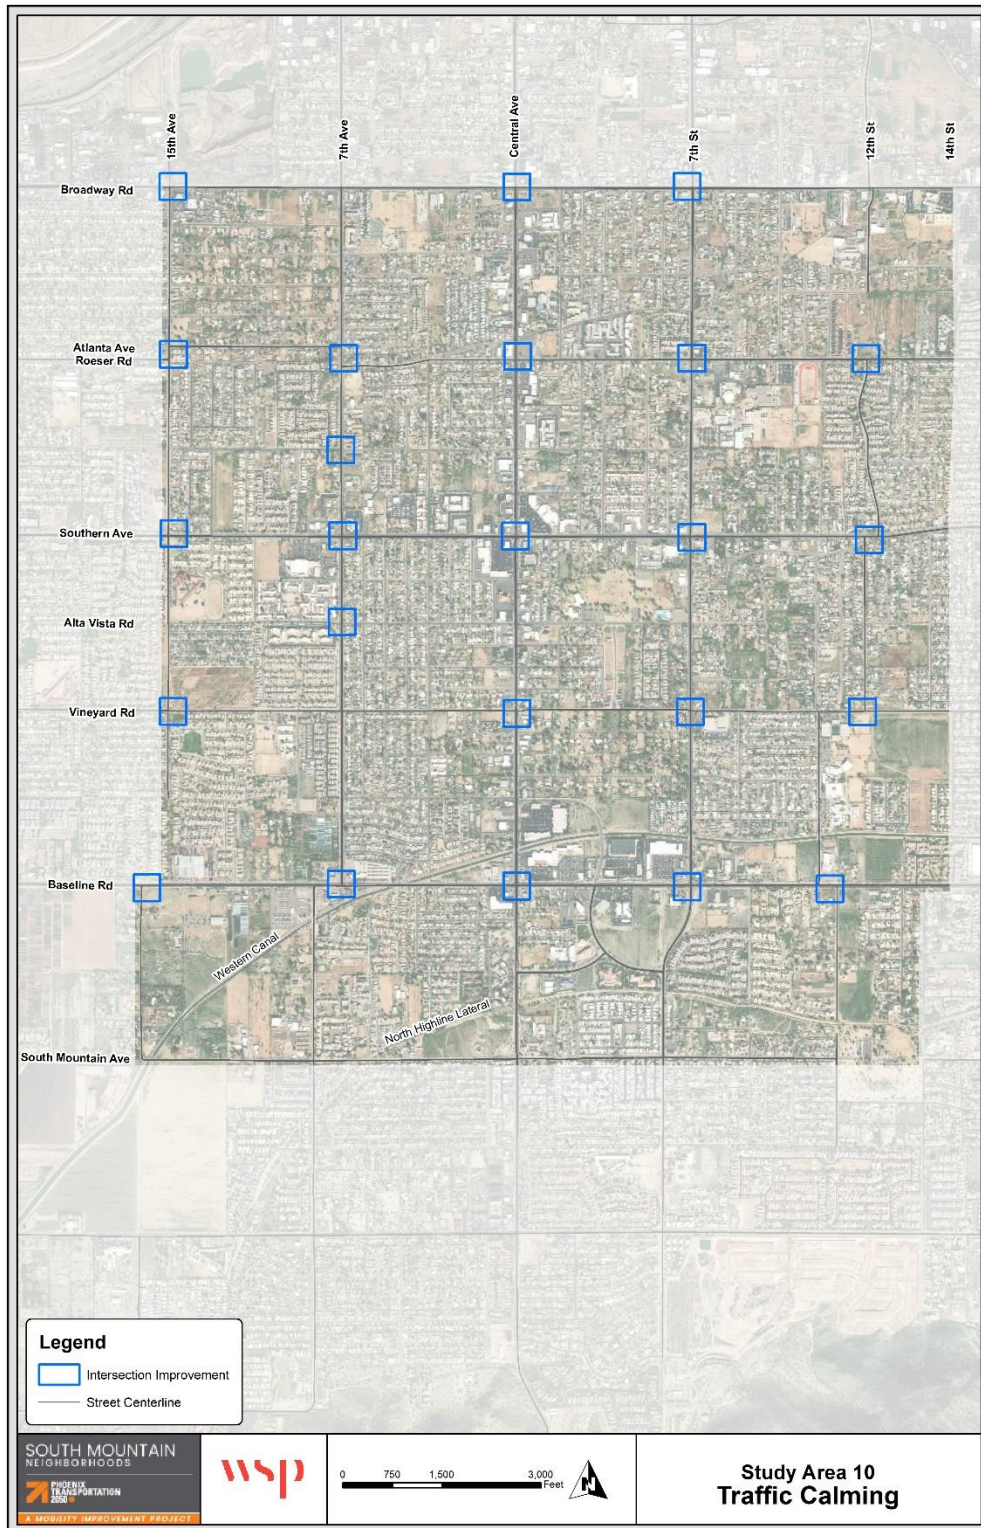 15th Ave
7th Ave
Central Ave
7th St
12th St
14th St
Broadway Rd
Atlanta Ave
Roeser Rd
Southern Ave
Alta Vista Rd
Vineyard Rd
Baseline Rd
Western Canal
North Highline Lateral
South Mountain Ave
Legend
Intersection Improvement
Street Centerline
SOUTH MOUNTAIN
NEIGHBORHOODS
PHOENIX
TRANSPORTATION
2050
A MOBILITY IMPROVEMENT PROJECT
wsp
0 750 1,500 3,000
Feet
N
Study Area 10
Traffic Calming